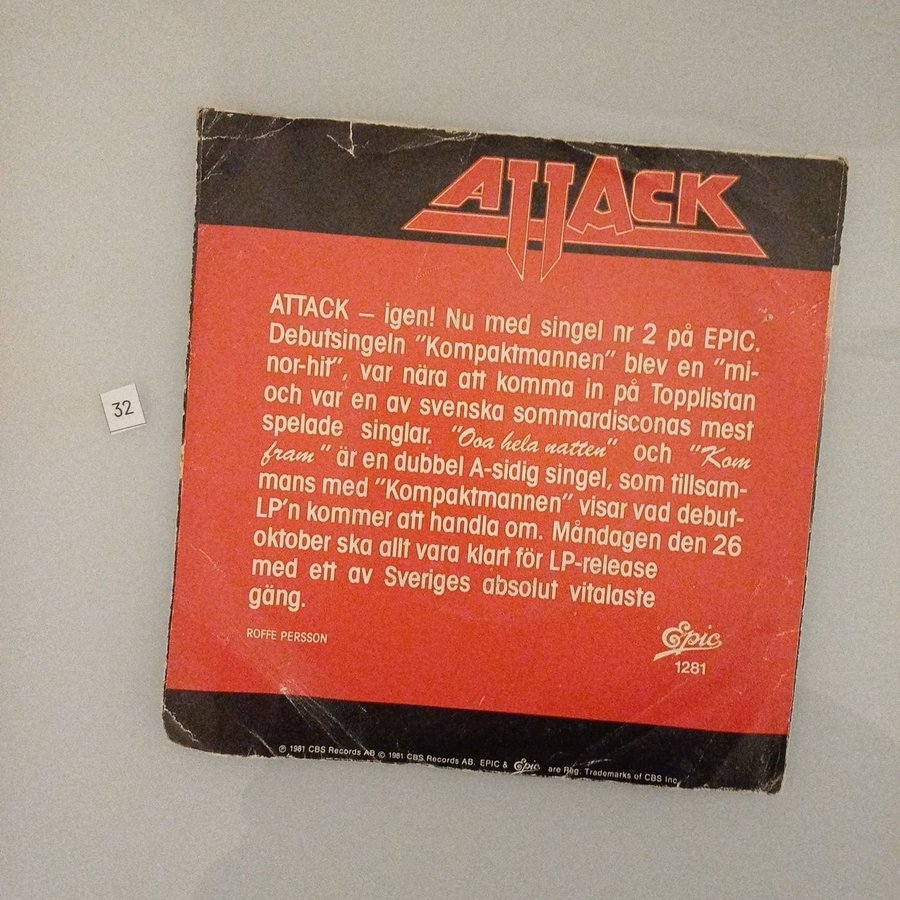 ATTACK
ATTACK – igen! Nu med singel nr 2 på EPIC.
Debutsingeln "Kompaktmannen" blev en "mi-
nor-hit", var nära att komma in på Topplistan
och var en av svenska sommardisconas mest
spelade singlar. "Ooa hela natten" och "Kom
fram" är en dubbel A-sidig singel, som tillsam-
mans med "Kompaktmannen" visar vad debut-
LP'n kommer att handla om. Måndagen den 26
oktober ska allt vara klart för LP-release
med ett av Sveriges absolut vitalaste
gäng.
ROFFE PERSSON
Epic
1281
℗ 1981 CBS Records AB © 1981 CBS Records AB. EPIC & Epic are Reg. Trademarks of CBS Inc.
32